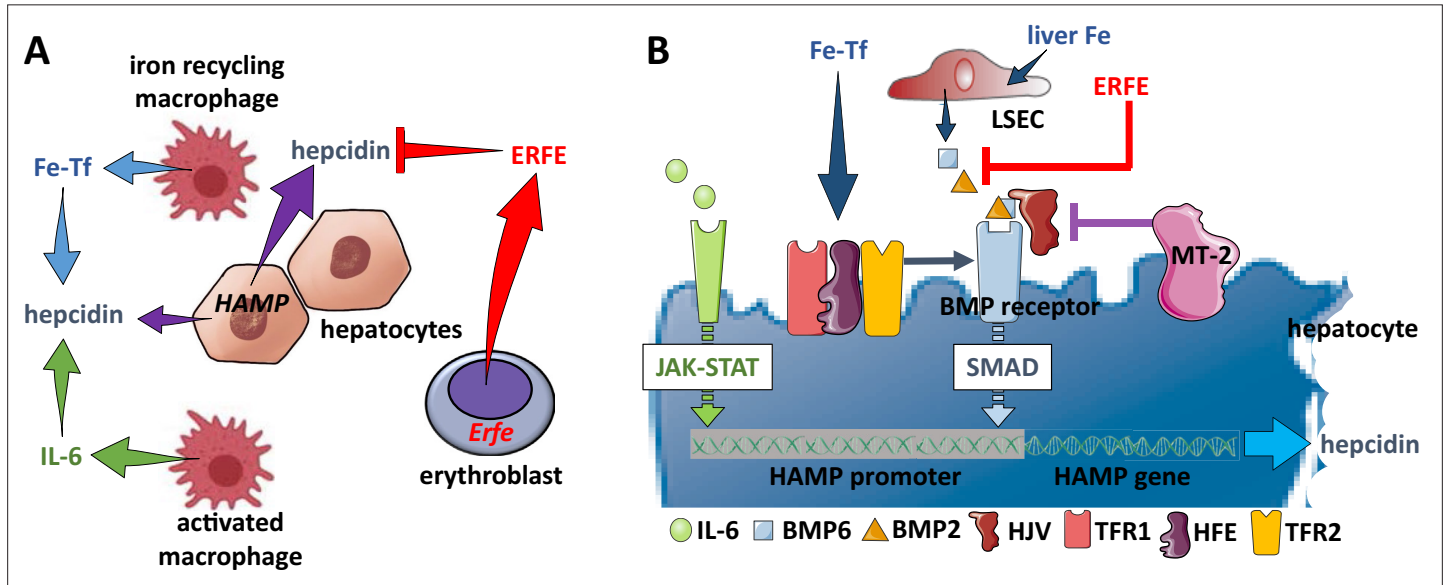 A
iron recycling
macrophage
hepcidin
ERFE
Fe-Tf
HAMP
hepcidin
hepatocytes
IL-6
Erfe
erythroblast
activated
macrophage
B
Fe-Tf
liver Fe
LSEC
ERFE
MT-2
BMP receptor
hepatocyte
JAK-STAT
SMAD
hepcidin
HAMP promoter
HAMP gene
IL-6 BMP6 BMP2 HJV TFR1 HFE TFR2